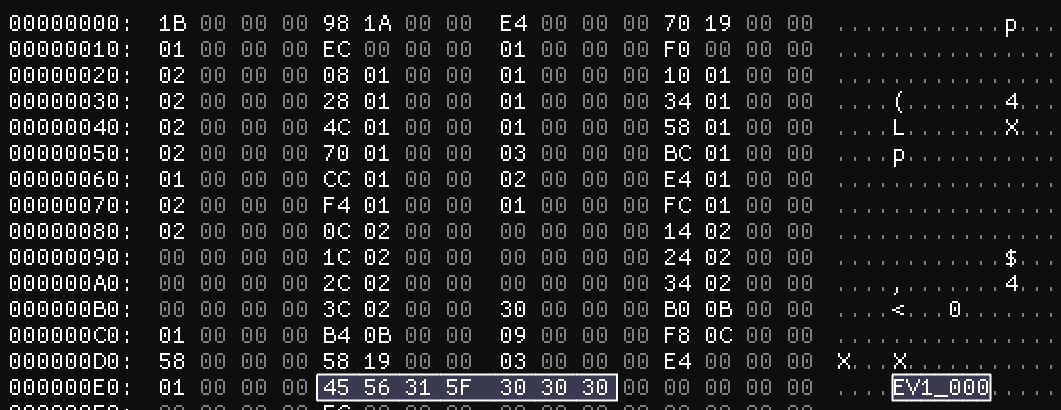 00000000: 1B 00 00 00 98 1A 00 00 E4 00 00 00 70 19 00 00 ............p...
00000010: 01 00 00 00 EC 00 00 00 01 00 00 00 F0 00 00 00 ................
00000020: 02 00 00 00 08 01 00 00 01 00 00 00 10 01 00 00 ................
00000030: 02 00 00 00 28 01 00 00 01 00 00 00 34 01 00 00 ....(.......4...
00000040: 02 00 00 00 4C 01 00 00 01 00 00 00 58 01 00 00 ....L.......X...
00000050: 02 00 00 00 70 01 00 00 03 00 00 00 BC 01 00 00 ....p...........
00000060: 01 00 00 00 CC 01 00 00 02 00 00 00 E4 01 00 00 ................
00000070: 02 00 00 00 F4 01 00 00 01 00 00 00 FC 01 00 00 ................
00000080: 02 00 00 00 0C 02 00 00 00 00 00 00 14 02 00 00 ................
00000090: 00 00 00 00 1C 02 00 00 00 00 00 00 24 02 00 00 ............$...
000000A0: 00 00 00 00 2C 02 00 00 00 00 00 00 34 02 00 00 ....,.......4...
000000B0: 00 00 00 00 3C 02 00 00 30 00 00 00 B0 0B 00 00 ....<...0.......
000000C0: 01 00 00 00 B4 0B 00 00 09 00 00 00 F8 0C 00 00 ................
000000D0: 58 00 00 00 58 19 00 00 03 00 00 00 E4 00 00 00 X...X...........
000000E0: 01 00 00 00 45 56 31 5F 30 30 30 00 00 00 00 00 ....EV1_000.....